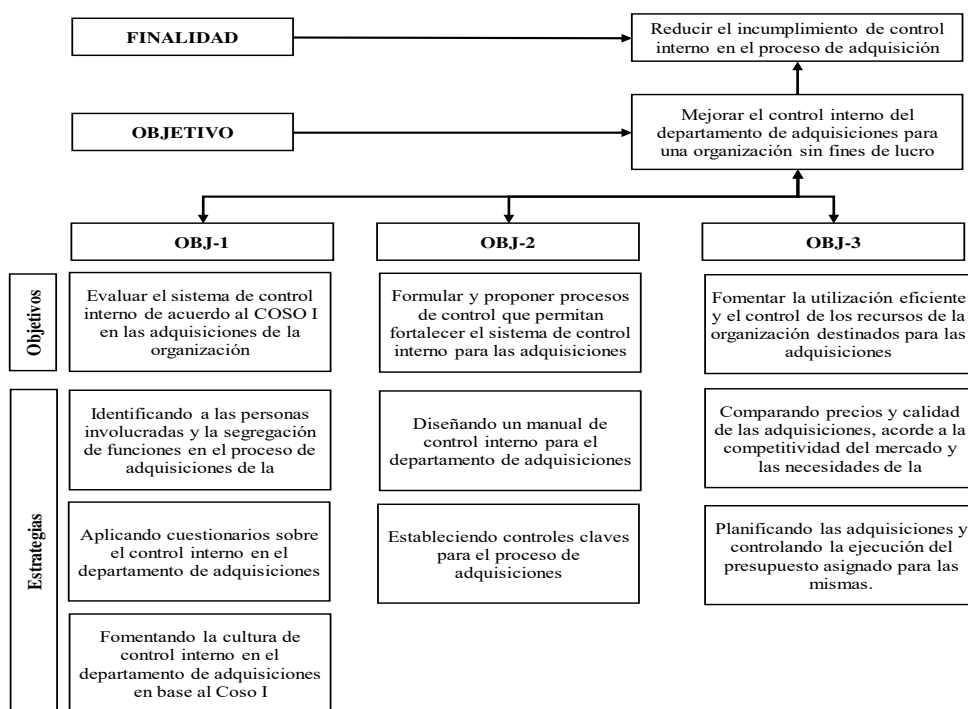 FINALIDAD
Reducir el incumplimiento de control
interno en el proceso de adquisición
OBJETIVO
Mejorar el control interno del
departamento de adquisiciones para
una organización sin fines de lucro
OBJ-1
OBJ-2
OBJ-3
Objetivos
Evaluar el sistema de control
interno de acuerdo al COSO I
en las adquisiciones de la
organización
Formular y proponer procesos
de control que permitan
fortalecer el sistema de control
interno para las adquisiciones
Fomentar la utilización eficiente
y el control de los recursos de la
organización destinados para las
adquisiciones
Estrategias
Identificando a las personas
involucradas y la segregación
de funciones en el proceso de
adquisiciones de la
Diseñando un manual de
control interno para el
departamento de adquisiciones
Comparando precios y calidad
de las adquisiciones, acorde a la
competitividad del mercado y
las necesidades de la
Aplicando cuestionarios sobre
el control interno en el
departamento de adquisiciones
Estableciendo controles claves
para el proceso de
adquisiciones
Planificando las adquisiciones y
controlando la ejecución del
presupuesto asignado para las
mismas.
Fomentando la cultura de
control interno en el
departamento de adquisiciones
en base al Coso I